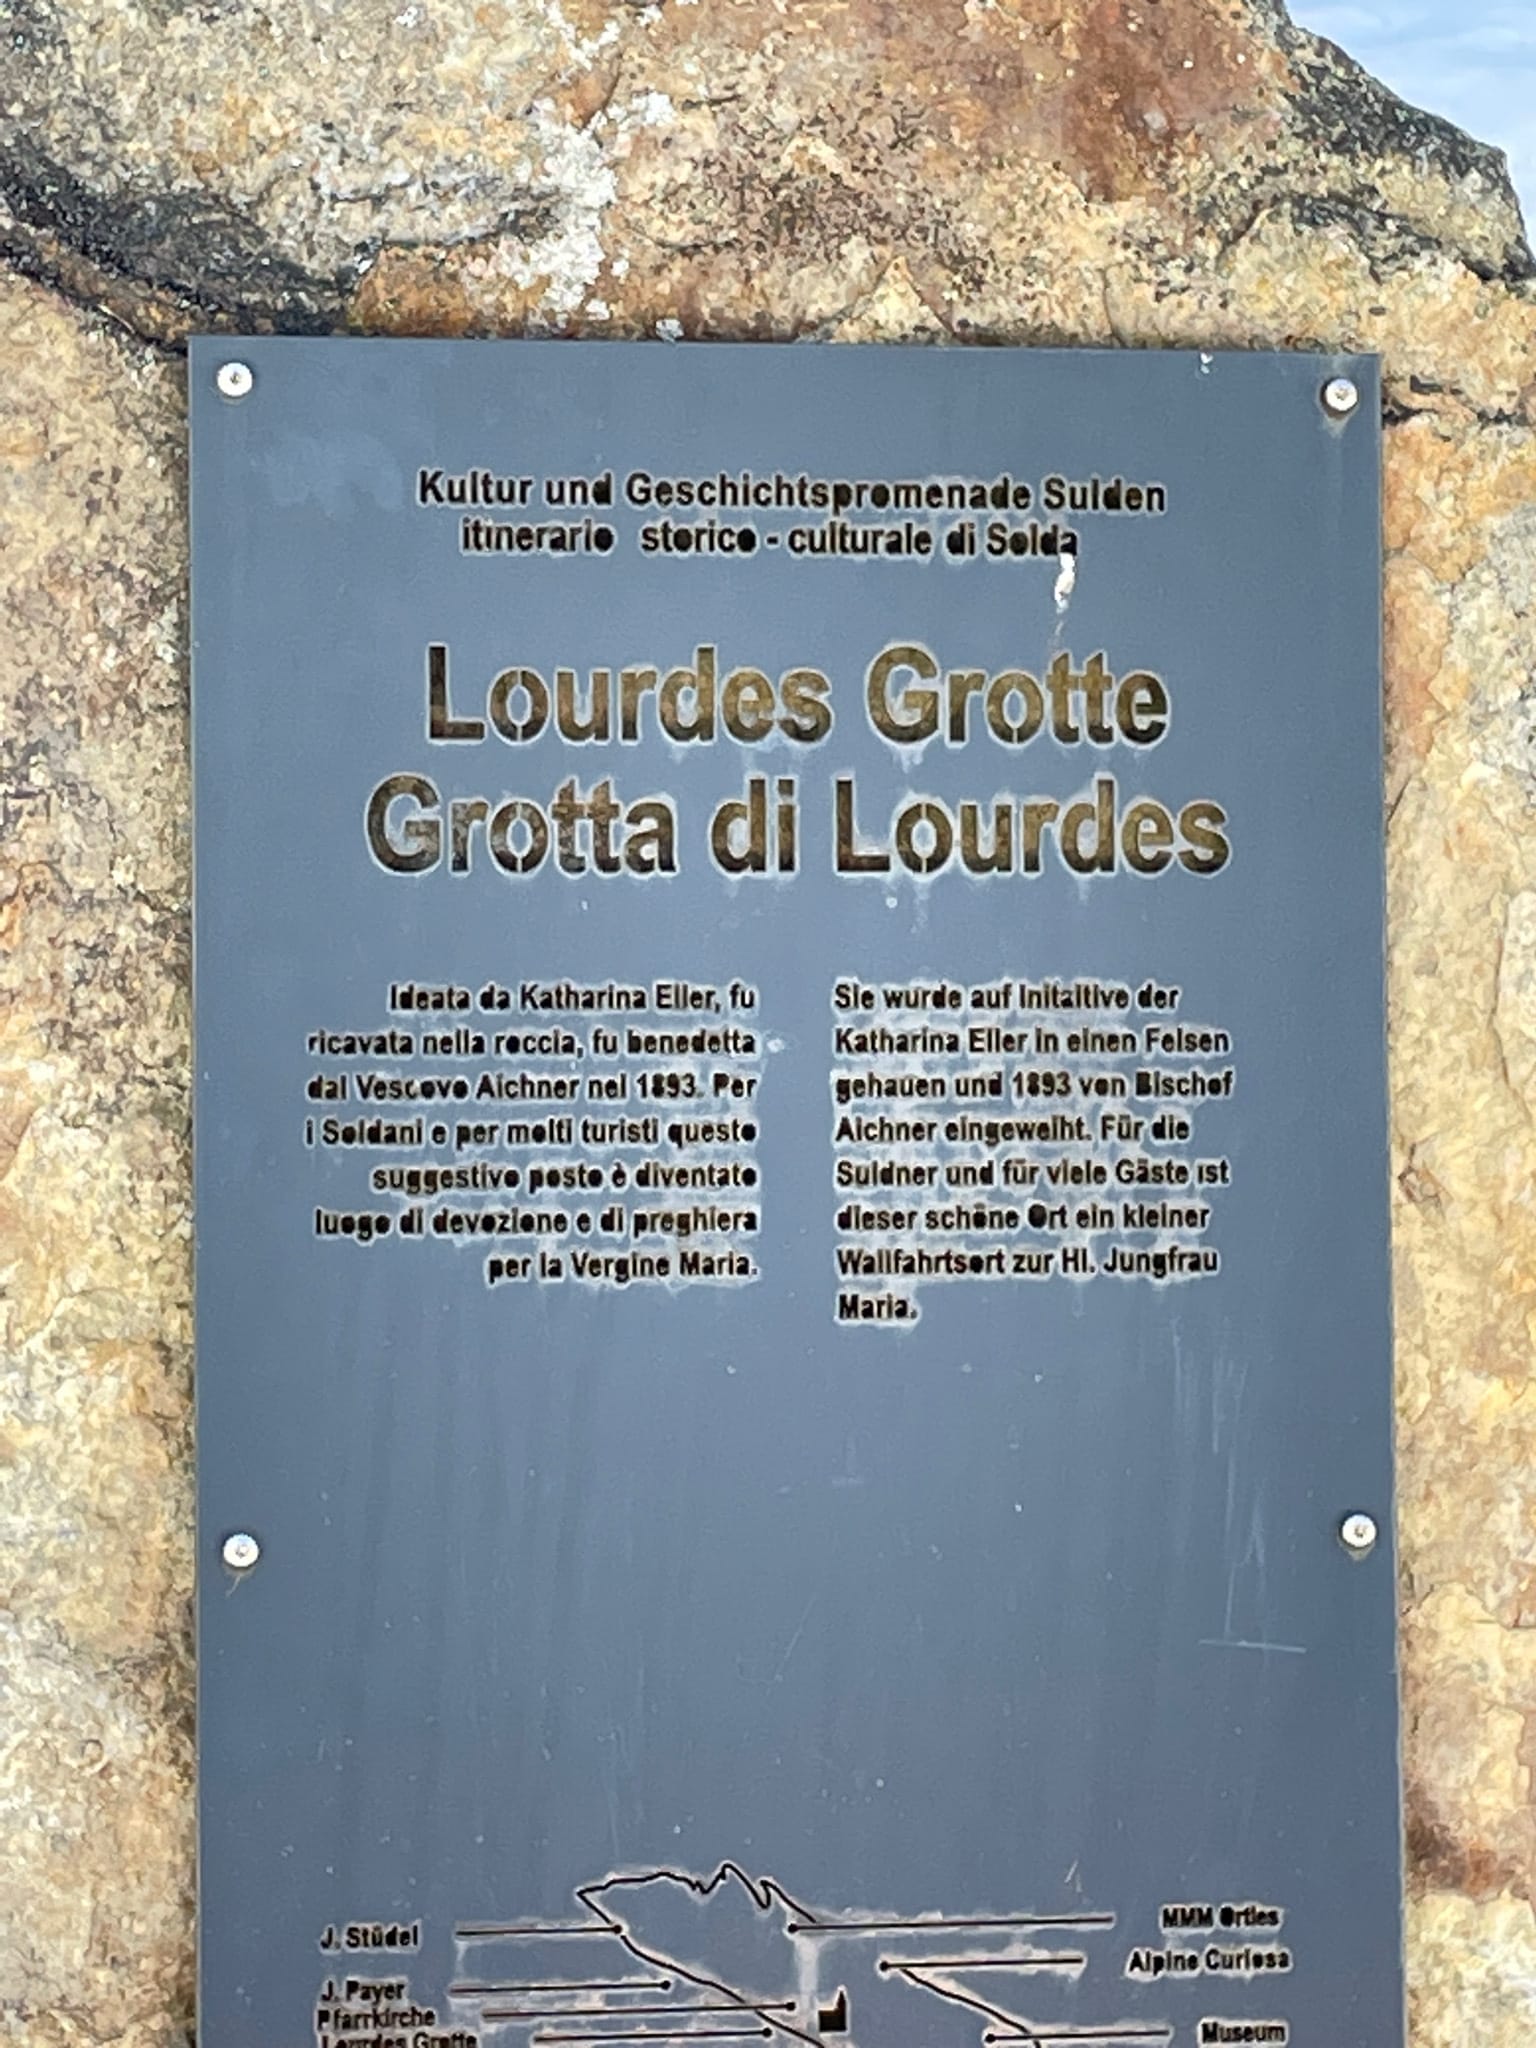 Kultur und Geschichtspromenade Sulden
itinerario storico - culturale di Solda
Lourdes Grotte
Grotta di Lourdes
Ideata da Katharina Eller, fu
ricavata nella roccia, fu benedetta
dal Vescovo Aichner nel 1893. Per
i Soldani e per molti turisti questo
suggestivo posto è diventato
luogo di devozione e di preghiera
per la Vergine Maria.
Sie wurde auf Initaitive der
Katharina Eller in einen Felsen
gehauen und 1893 von Bischof
Aichner eingeweiht. Für die
Suldner und für viele Gäste ist
dieser schöne Ort ein kleiner
Wallfahrtsort zur Hl. Jungfrau
Maria.
J. Stüdel
MMM Ortles
Alpine Curiosa
J. Payer
Pfarrkirche
Lourdes Grotte
Museum